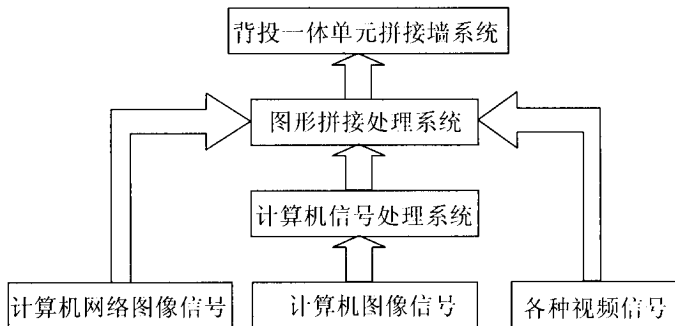 背投一体单元拼接墙系统
图形拼接处理系统
计算机信号处理系统
计算机网络图像信号
计算机图像信号
各种视频信号